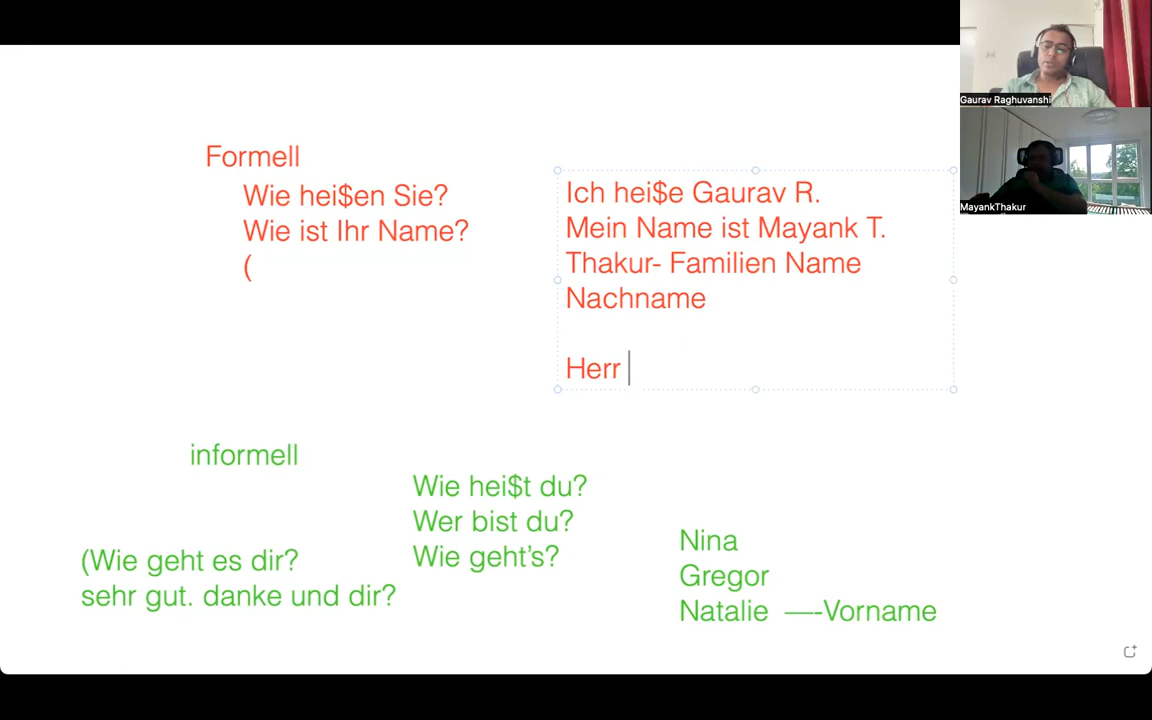 Formell
Wie hei$en Sie?
Wie ist Ihr Name?
(
Ich hei$e Gaurav R.
Mein Name ist Mayank T.
Thakur- Familien Name
Nachname
Herr
informell
Wie hei$t du?
Wer bist du?
Wie geht's?
(Wie geht es dir?
sehr gut. danke und dir?
Nina
Gregor
Natalie —-Vorname
Gaurav Raghuvanshi
MayankThakur